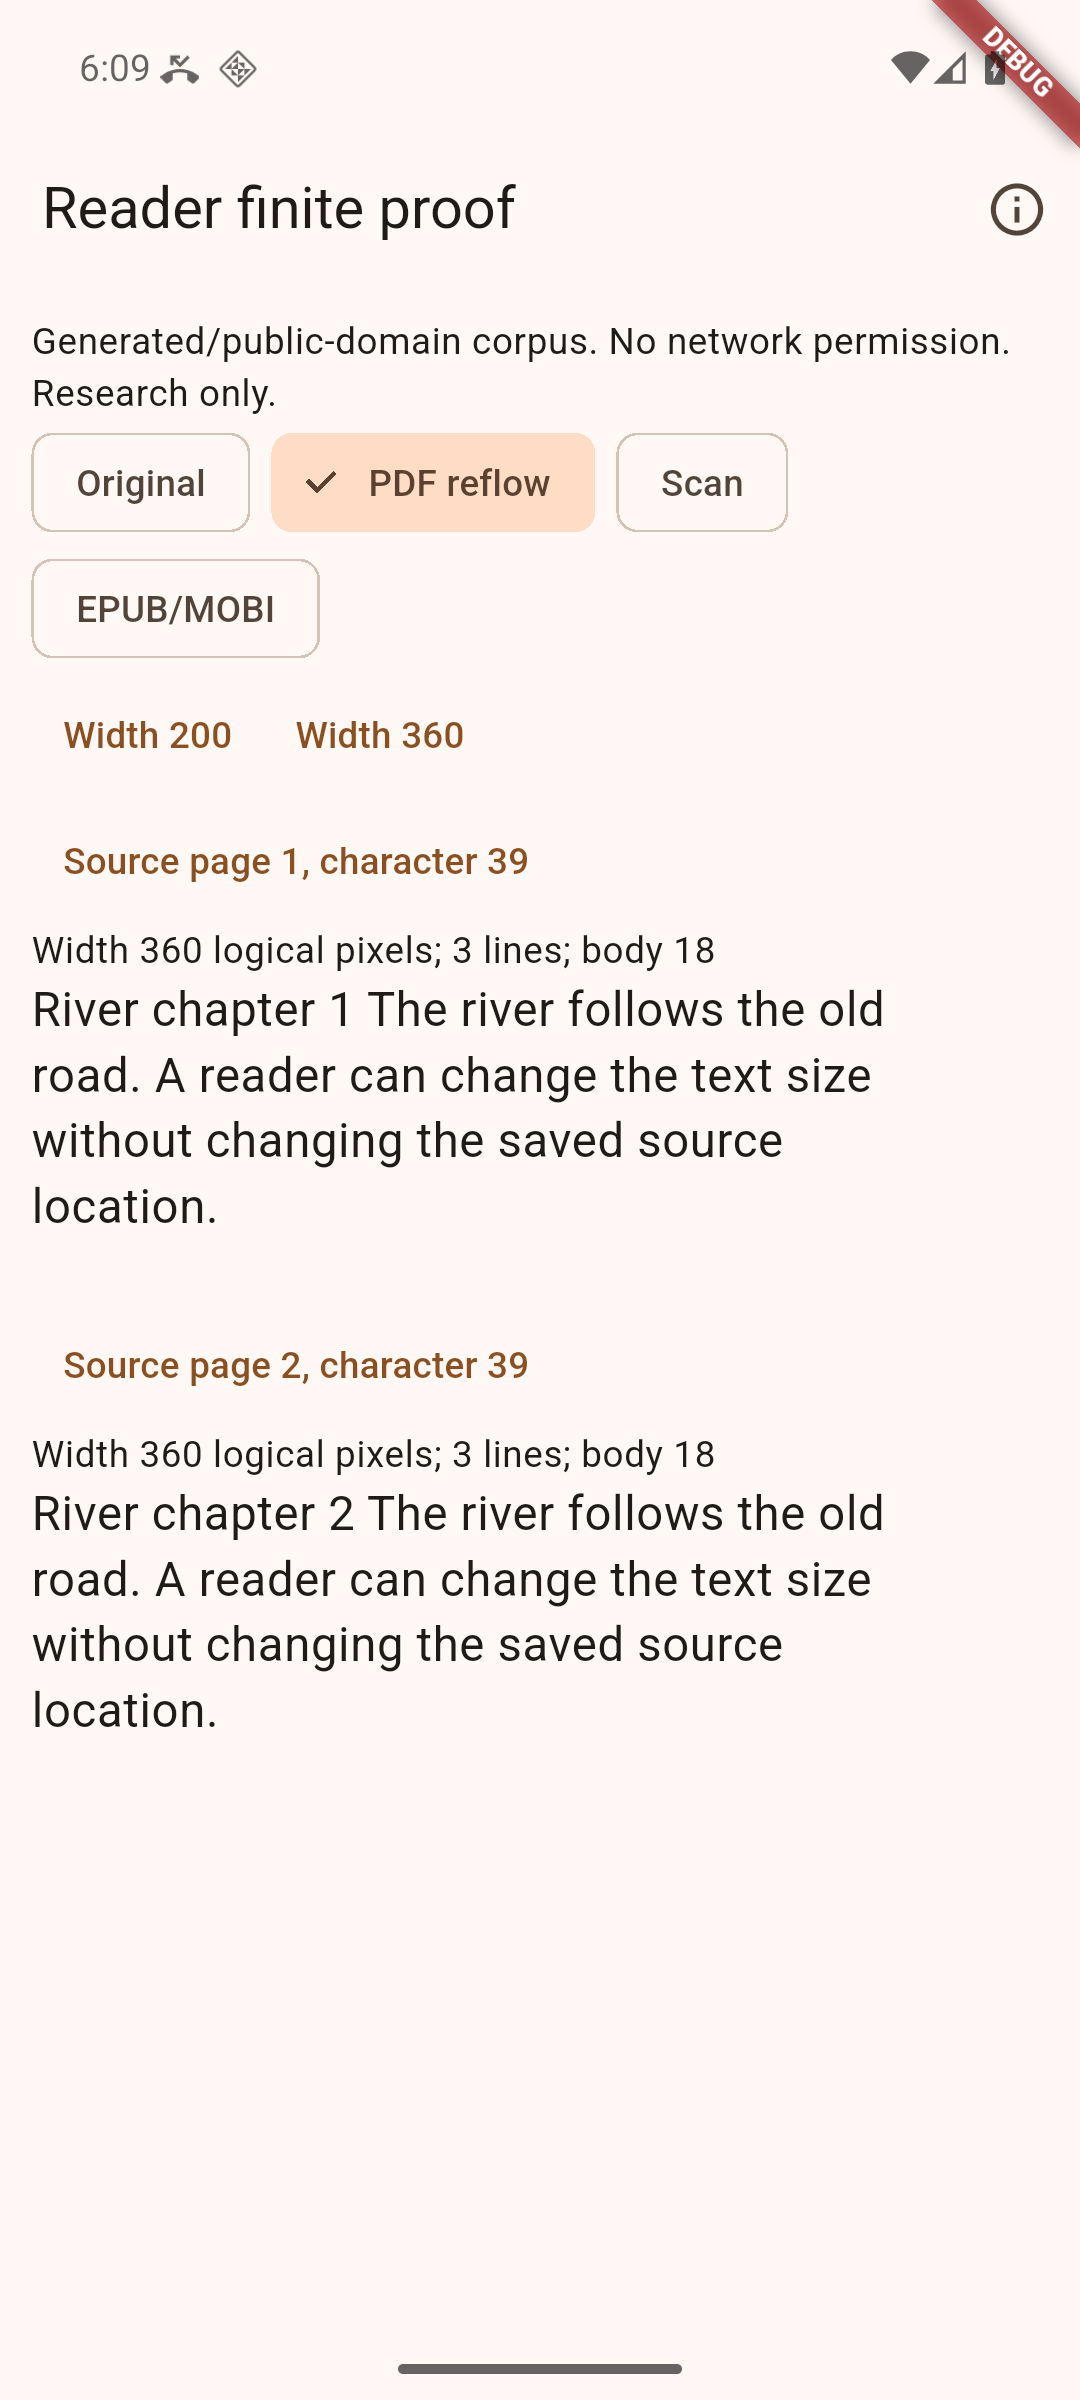 6:09
DEBUG
Reader finite proof
Generated/public-domain corpus. No network permission.
Research only.
Original
PDF reflow
Scan
EPUB/MOBI
Width 200
Width 360
Source page 1, character 39
Width 360 logical pixels; 3 lines; body 18
River chapter 1 The river follows the old
road. A reader can change the text size
without changing the saved source
location.
Source page 2, character 39
Width 360 logical pixels; 3 lines; body 18
River chapter 2 The river follows the old
road. A reader can change the text size
without changing the saved source
location.